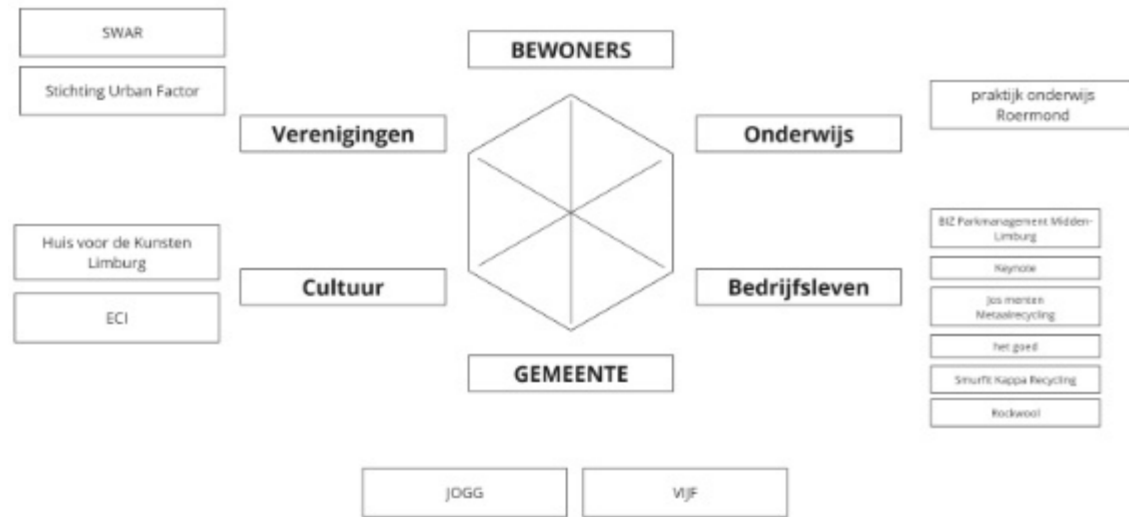 SWAR
Stichting Urban Factor
BEWONERS
Verenigingen
Onderwijs
praktijk onderwijs
Roermond
Huis voor de Kunsten
Limburg
ECI
Cultuur
Bedrijfsleven
BIZ Parkmanagement Midden-
Limburg
Keynote
Jos menten
Metaalrecycling
het goed
Smurfit Kappa Recycling
Rockwool
GEMEENTE
JOGG
VIJF